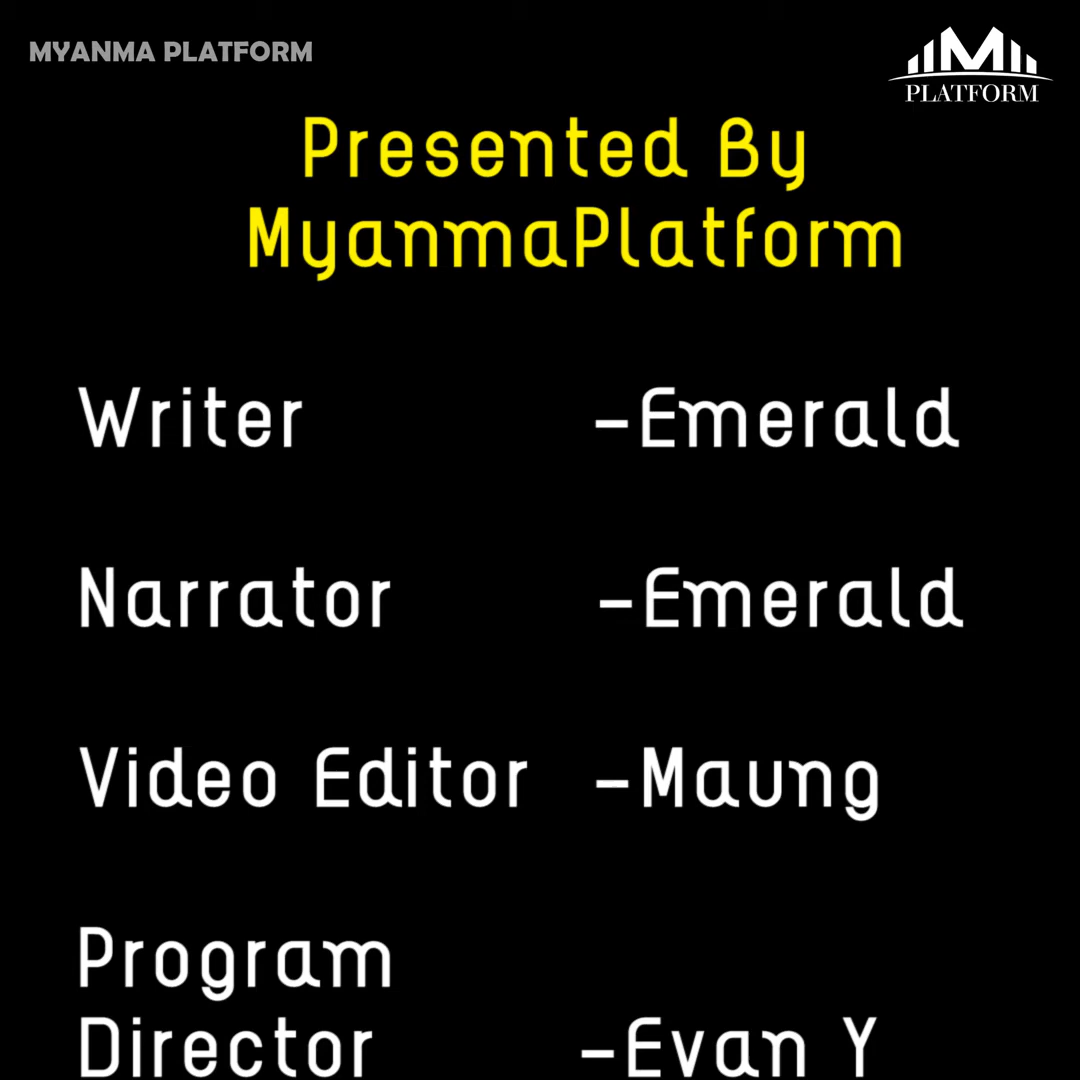 MYANMA PLATFORM
M
PLATFORM
Presented By
MyanmaPlatform
Writer -Emerald
Narrator -Emerald
Video Editor -Maung
Program
Director -Evan Y